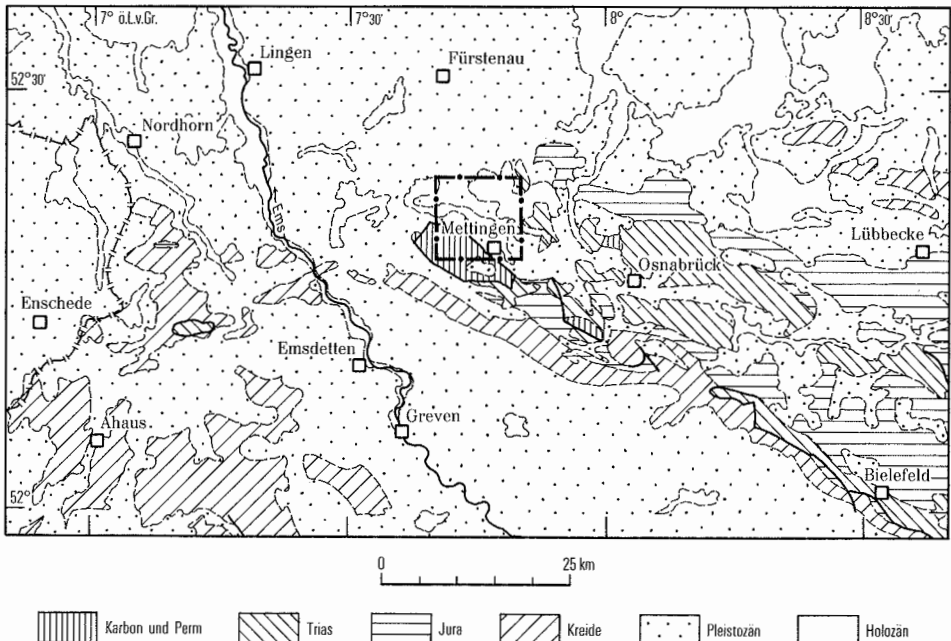 7° ö.L.v.Gr.
7°30'
8°
8°30'
52°30'
Lingen
Fürstenau
Nordhorn
Mettingen
Lübbecke
Osnabrück
Enschede
Emsdetten
Ahaus
Greven
52°
Bielefeld
0 25 km
Karbon und Perm Trias Jura Kreide Pleistozän Holozän